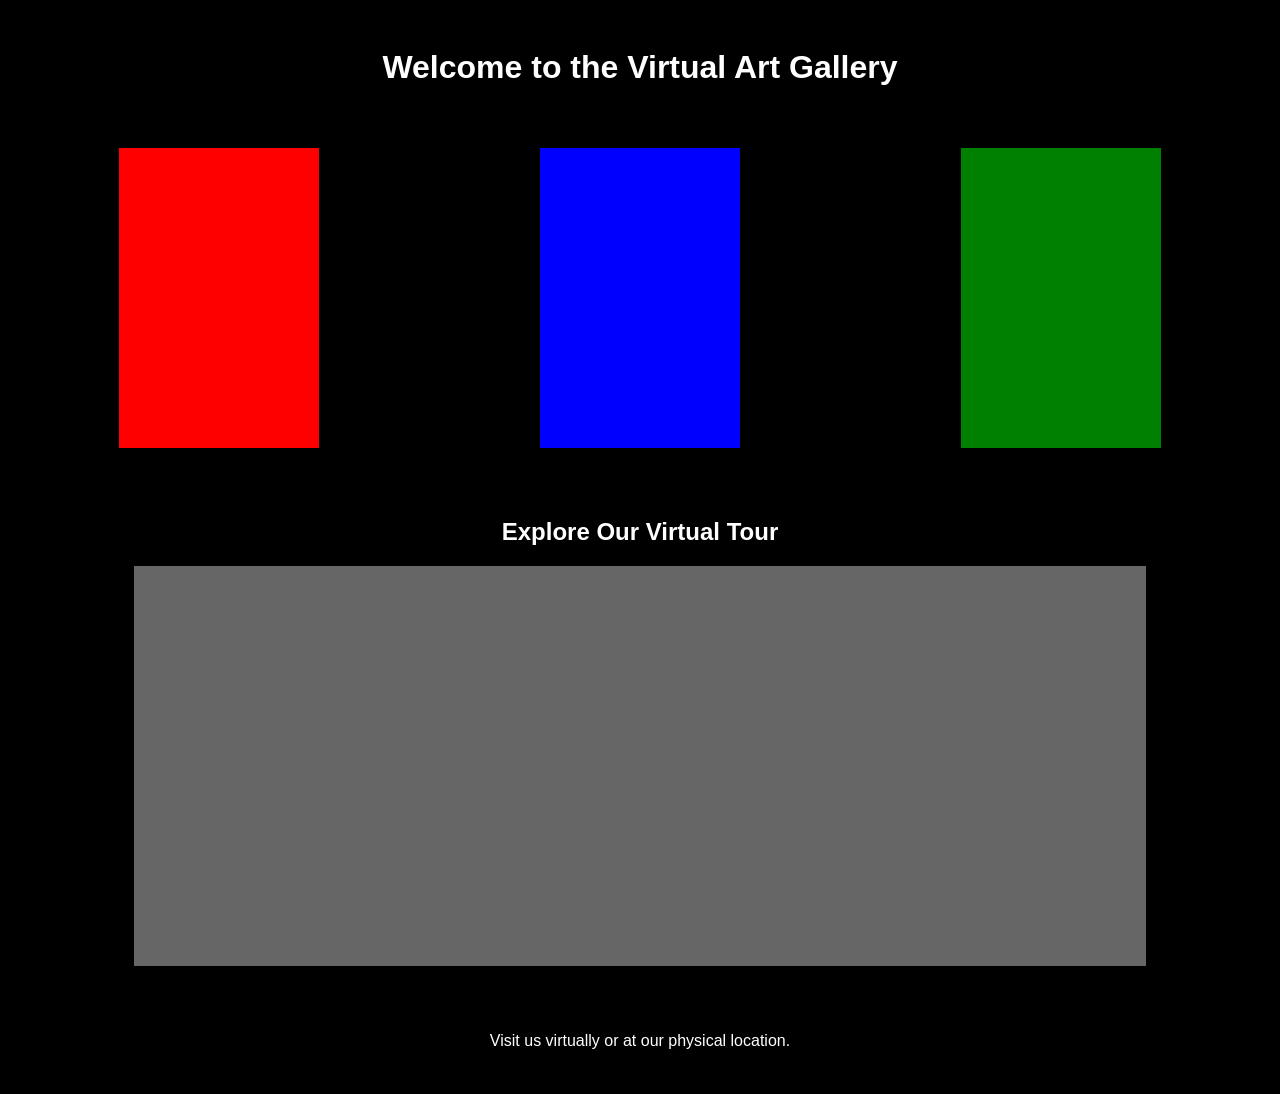 Welcome to the Virtual Art Gallery
Explore Our Virtual Tour
Visit us virtually or at our physical location.